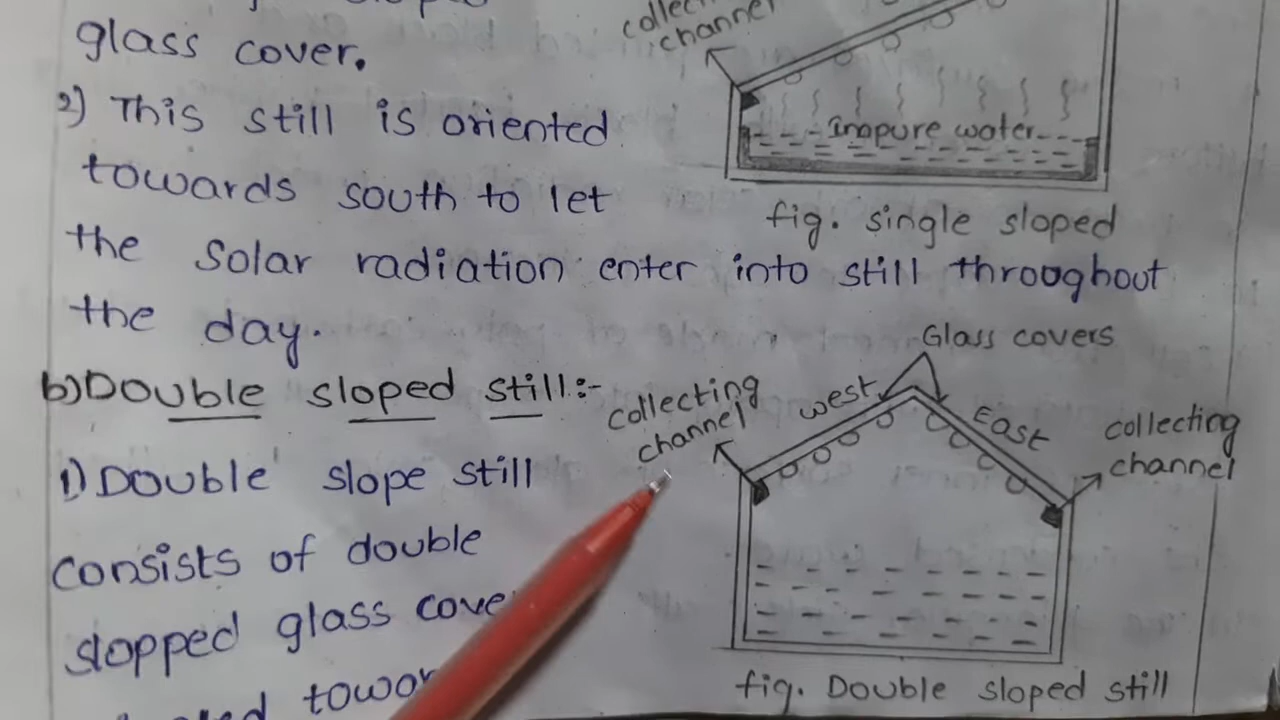 sloped
glass cover.
2) This still is oriented
towards south to let
the solar radiation enter into still throughout
the day.
b) Double sloped still:-
1) Double slope still
consists of double
slopped glass cove
towar
channel
Impure water
fig. single sloped
Glass covers
collecting
channel
west
East
collecting
channel
fig. Double sloped still